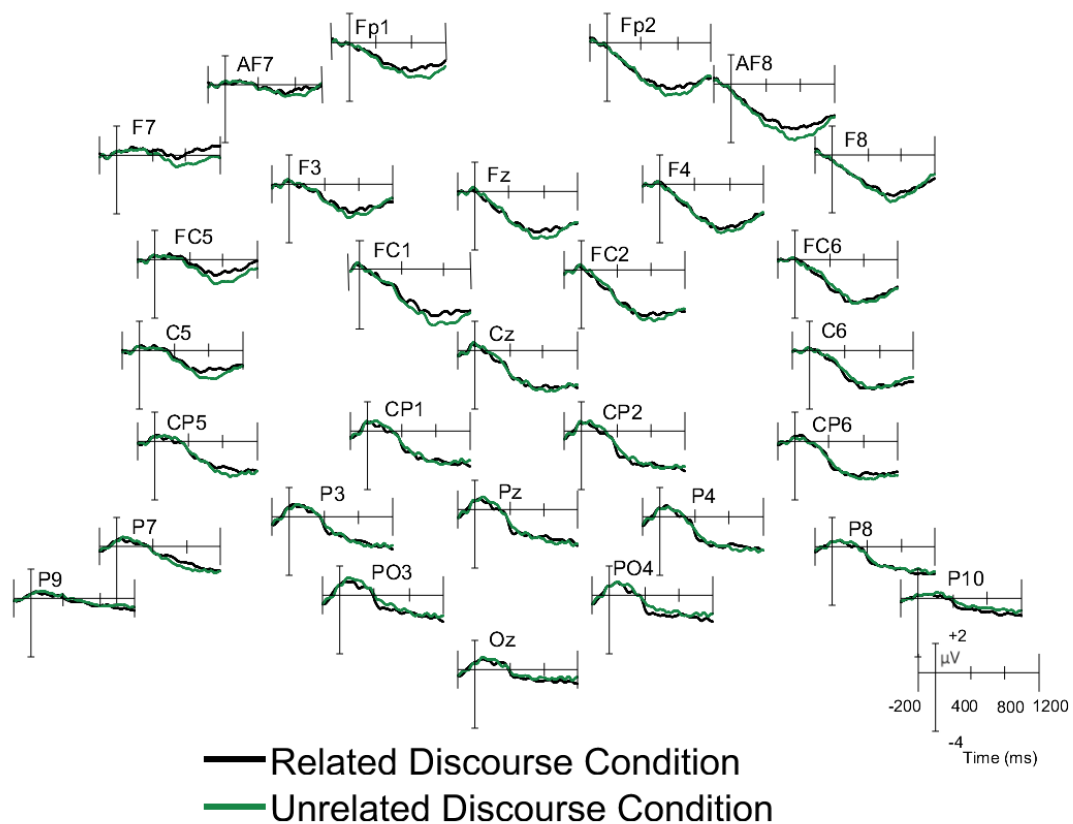 Fp1
Fp2
AF7
AF8
F7
F8
F3
Fz
F4
FC5
FC1
FC2
FC6
C5
Cz
C6
CP5
CP1
CP2
CP6
P3
Pz
P4
P7
P8
P9
PO3
PO4
P10
Oz
+2
µV
-200 400 800 1200
-4
Time (ms)
Related Discourse Condition
Unrelated Discourse Condition